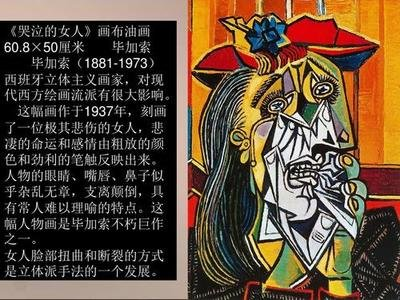 《哭泣的女人》画布油画
60.8×50厘米 毕加索
毕加索（1881-1973）
西班牙立体主义画家，对现
代西方绘画流派有很大影响。
这幅画作于1937年，刻画
了一位极其悲伤的女人，悲
凄的命运和感情由粗放的颜
色和劲利的笔触反映出来。
人物的眼睛、嘴唇、鼻子似
乎杂乱无章，支离颠倒，具
有常人难以理喻的特点。这
幅人物画是毕加索不朽巨作
之一。
女人脸部扭曲和断裂的方式
是立体派手法的一个发展。